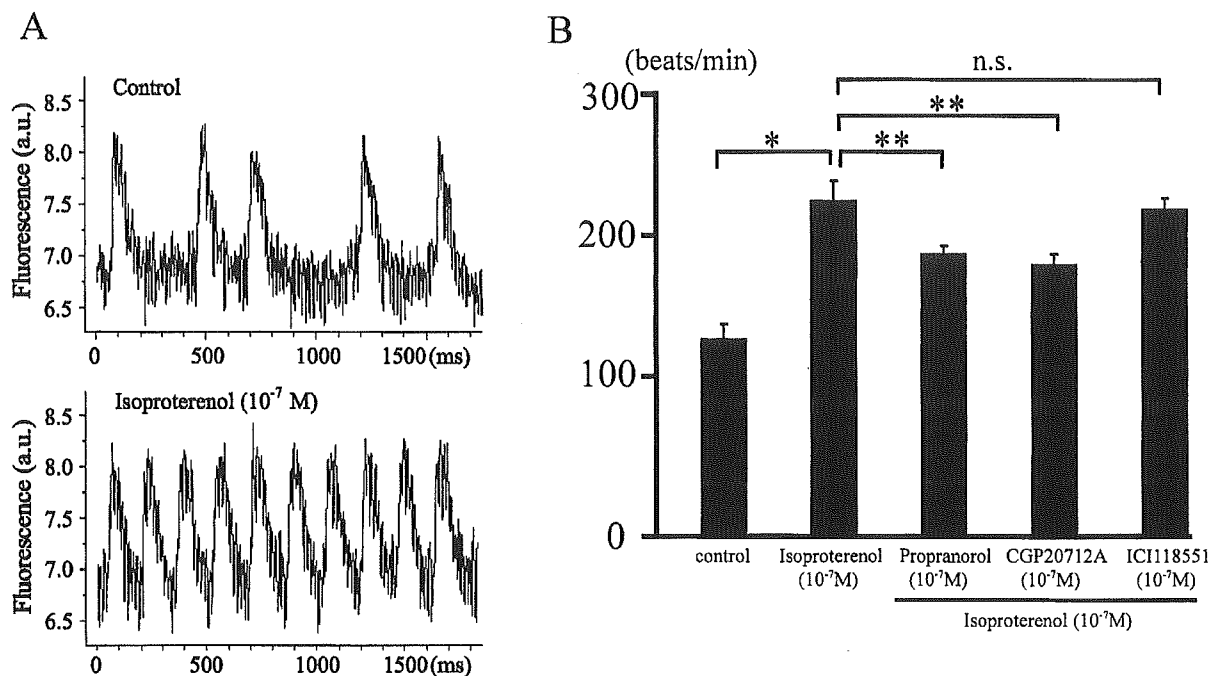 A
Control
Fluorescence (a.u.)
8.5
8.0
7.5
7.0
6.5
0 500 1000 1500 (ms)
Isoproterenol (10⁻⁷ M)
Fluorescence (a.u.)
8.5
8.0
7.5
7.0
6.5
0 500 1000 1500 (ms)
B
(beats/min)
n.s.
**
* **
300
200
100
0
control Isoproterenol Propranorol CGP20712A ICI118551
(10⁻⁷M) (10⁻⁷M) (10⁻⁷M) (10⁻⁷M)
Isoproterenol (10⁻⁷M)